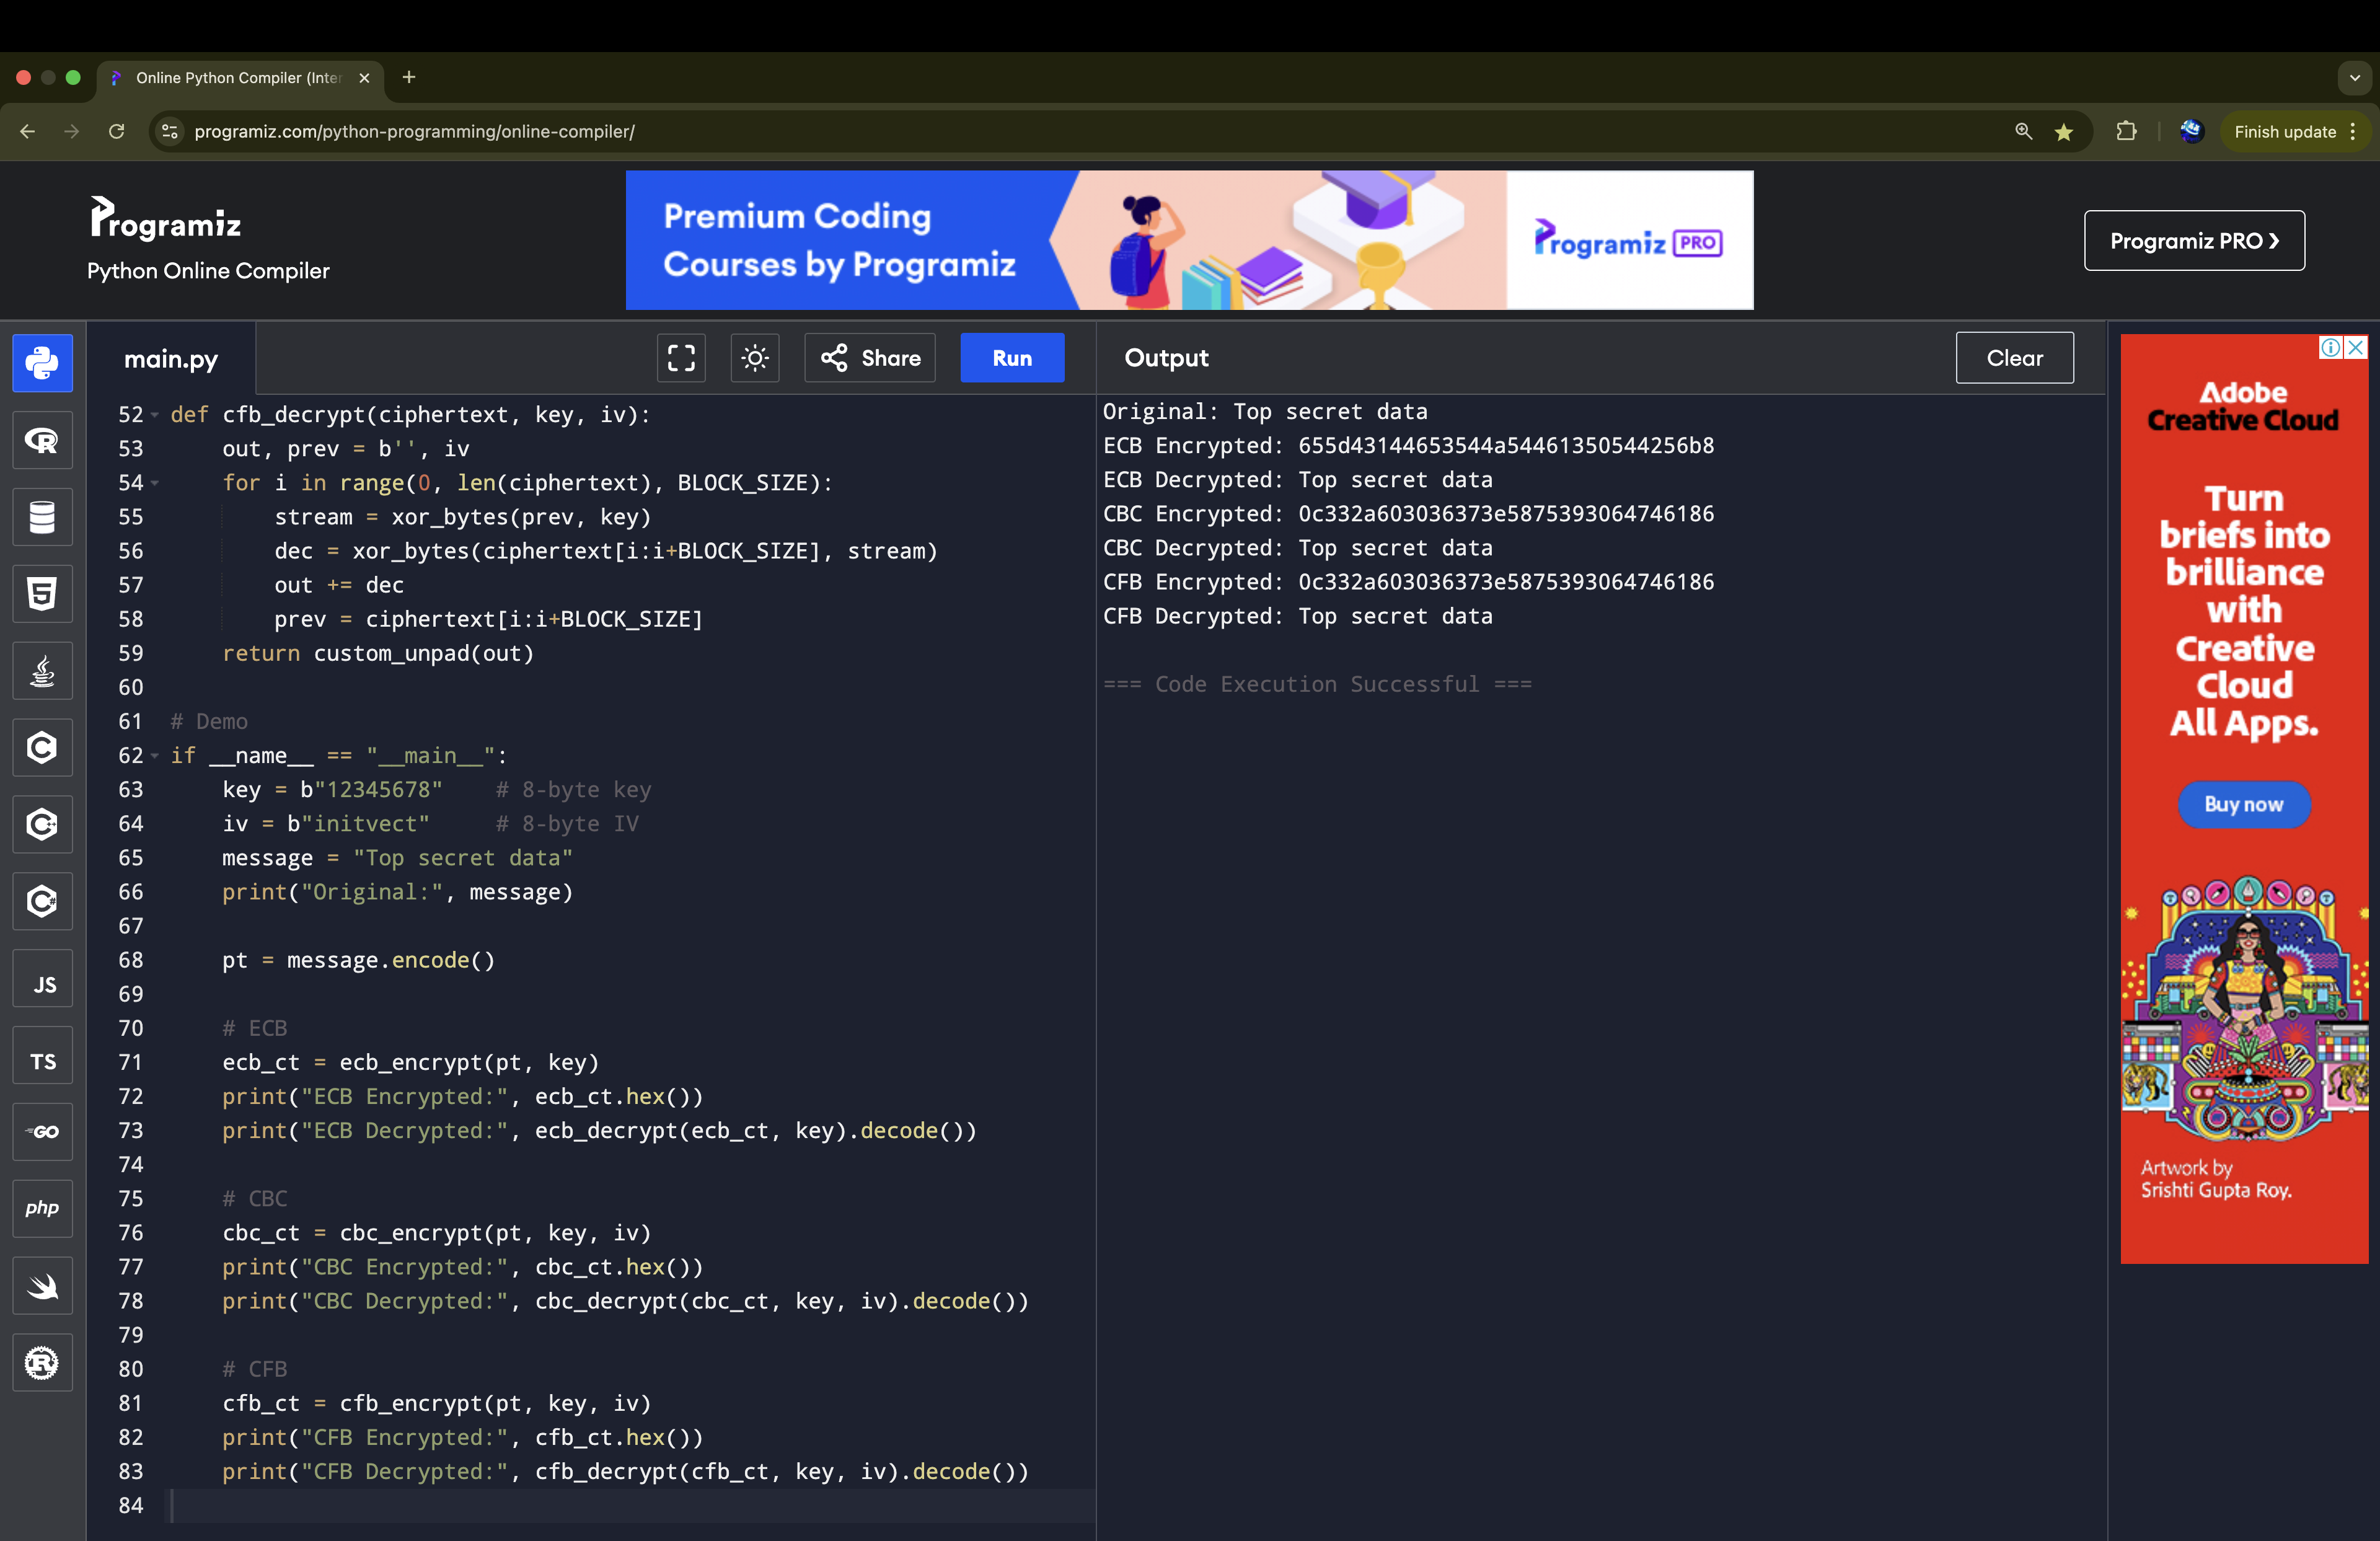 Online Python Compiler (Inter
programiz.com/python-programming/online-compiler/
Finish update
Programiz
Python Online Compiler
Premium Coding
Courses by Programiz
Programiz PRO
Programiz PRO ❯
main.py
Share
Run
Output
Clear
52 def cfb_decrypt(ciphertext, key, iv):
53     out, prev = b'', iv
54     for i in range(0, len(ciphertext), BLOCK_SIZE):
55         stream = xor_bytes(prev, key)
56         dec = xor_bytes(ciphertext[i:i+BLOCK_SIZE], stream)
57         out += dec
58         prev = ciphertext[i:i+BLOCK_SIZE]
59     return custom_unpad(out)
60
61 # Demo
62 if __name__ == "__main__":
63     key = b"12345678"    # 8-byte key
64     iv = b"initvect"     # 8-byte IV
65     message = "Top secret data"
66     print("Original:", message)
67
68     pt = message.encode()
69
70     # ECB
71     ecb_ct = ecb_encrypt(pt, key)
72     print("ECB Encrypted:", ecb_ct.hex())
73     print("ECB Decrypted:", ecb_decrypt(ecb_ct, key).decode())
74
75     # CBC
76     cbc_ct = cbc_encrypt(pt, key, iv)
77     print("CBC Encrypted:", cbc_ct.hex())
78     print("CBC Decrypted:", cbc_decrypt(cbc_ct, key, iv).decode())
79
80     # CFB
81     cfb_ct = cfb_encrypt(pt, key, iv)
82     print("CFB Encrypted:", cfb_ct.hex())
83     print("CFB Decrypted:", cfb_decrypt(cfb_ct, key, iv).decode())
84
Original: Top secret data
ECB Encrypted: 655d43144653544a54461350544256b8
ECB Decrypted: Top secret data
CBC Encrypted: 0c332a603036373e5875393064746186
CBC Decrypted: Top secret data
CFB Encrypted: 0c332a603036373e5875393064746186
CFB Decrypted: Top secret data
=== Code Execution Successful ===
R
5
C
C++
C#
JS
TS
GO
php
R
Adobe
Creative Cloud
Turn
briefs into
brilliance
with
Creative
Cloud
All Apps.
Buy now
Artwork by
Srishti Gupta Roy.